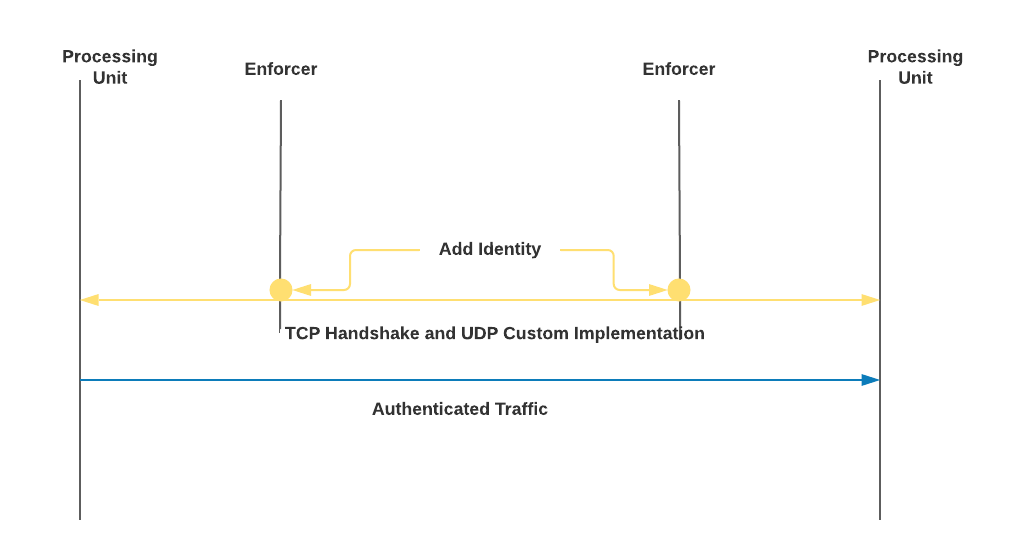 Processing
Unit
Enforcer
Enforcer
Processing
Unit
Add Identity
TCP Handshake and UDP Custom Implementation
Authenticated Traffic